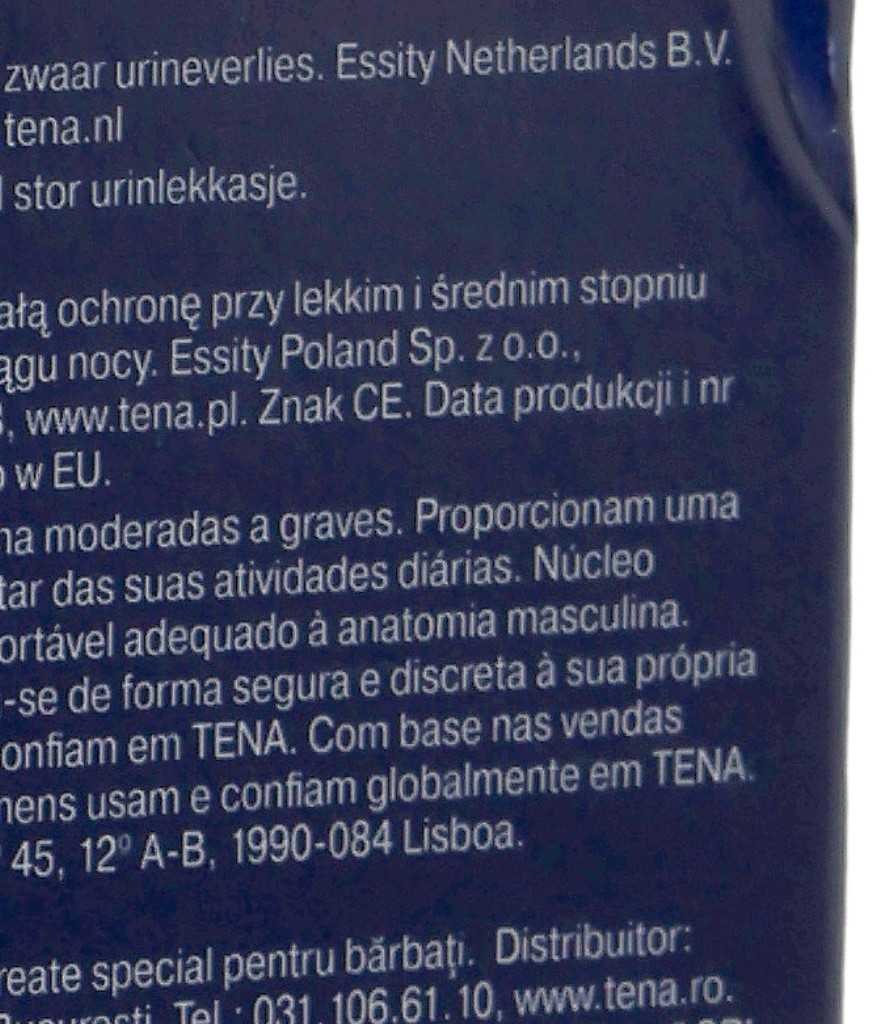 zwaar urineverlies. Essity Netherlands B.V.
tena.nl
stor urinlekkasje.
ałą ochronę przy lekkim i średnim stopniu
ągu nocy. Essity Poland Sp. z o.o.,
, www.tena.pl. Znak CE. Data produkcji i nr
w EU.
na moderadas a graves. Proporcionam uma
tar das suas atividades diárias. Núcleo
ortável adequado à anatomia masculina.
-se de forma segura e discreta à sua própria
onfiam em TENA. Com base nas vendas
mens usam e confiam globalmente em TENA.
45, 12º A-B, 1990-084 Lisboa.
reate special pentru bărbaţi. Distribuitor:
Bucureşti. Tel.: 031.106.61.10, www.tena.ro.